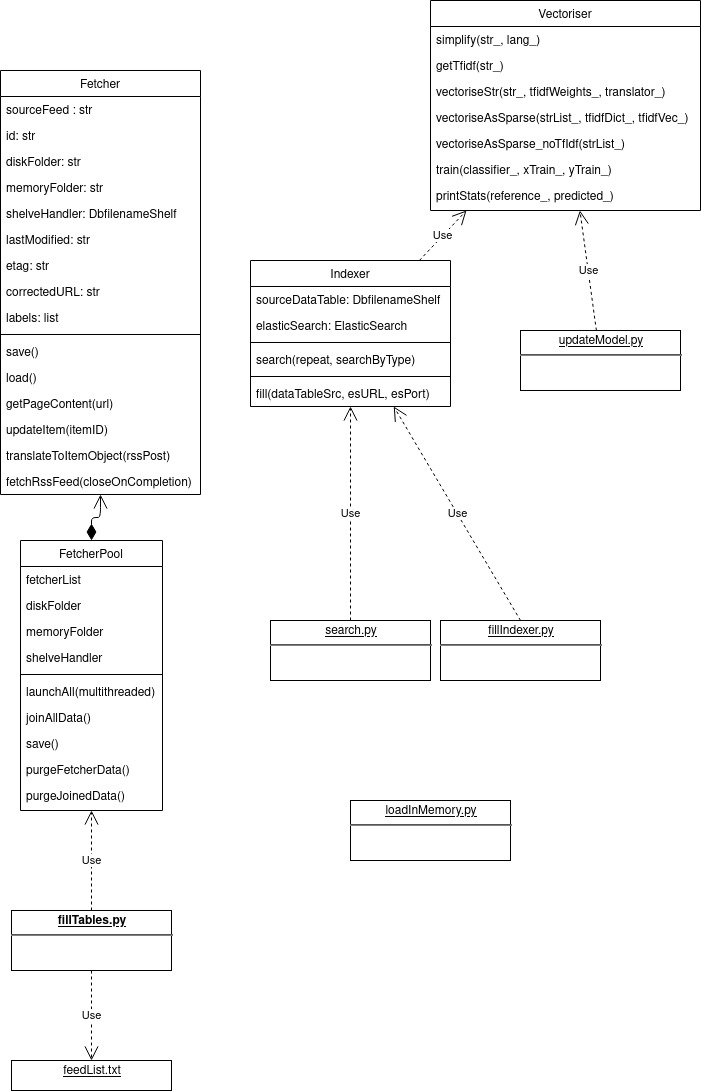 Vectoriser
simplify(str_, lang_)
getTfidf(str_)
vectoriseStr(str_, tfidfWeights_, translator_)
vectoriseAsSparse(strList_, tfidfDict_, tfidfVec_)
vectoriseAsSparse_noTfIdf(strList_)
train(classifier_, xTrain_, yTrain_)
printStats(reference_, predicted_)
Fetcher
sourceFeed : str
id: str
diskFolder: str
memoryFolder: str
shelveHandler: DbfilenameShelf
lastModified: str
etag: str
correctedURL: str
labels: list
save()
load()
getPageContent(url)
updateItem(itemID)
translateToItemObject(rssPost)
fetchRssFeed(closeOnCompletion)
Use
Use
Indexer
sourceDataTable: DbfilenameShelf
elasticSearch: ElasticSearch
search(repeat, searchByType)
fill(dataTableSrc, esURL, esPort)
updateModel.py
Use
Use
FetcherPool
fetcherList
diskFolder
memoryFolder
shelveHandler
launchAll(multithreaded)
joinAllData()
save()
purgeFetcherData()
purgeJoinedData()
search.py
fillIndexer.py
loadInMemory.py
Use
fillTables.py
Use
feedList.txt